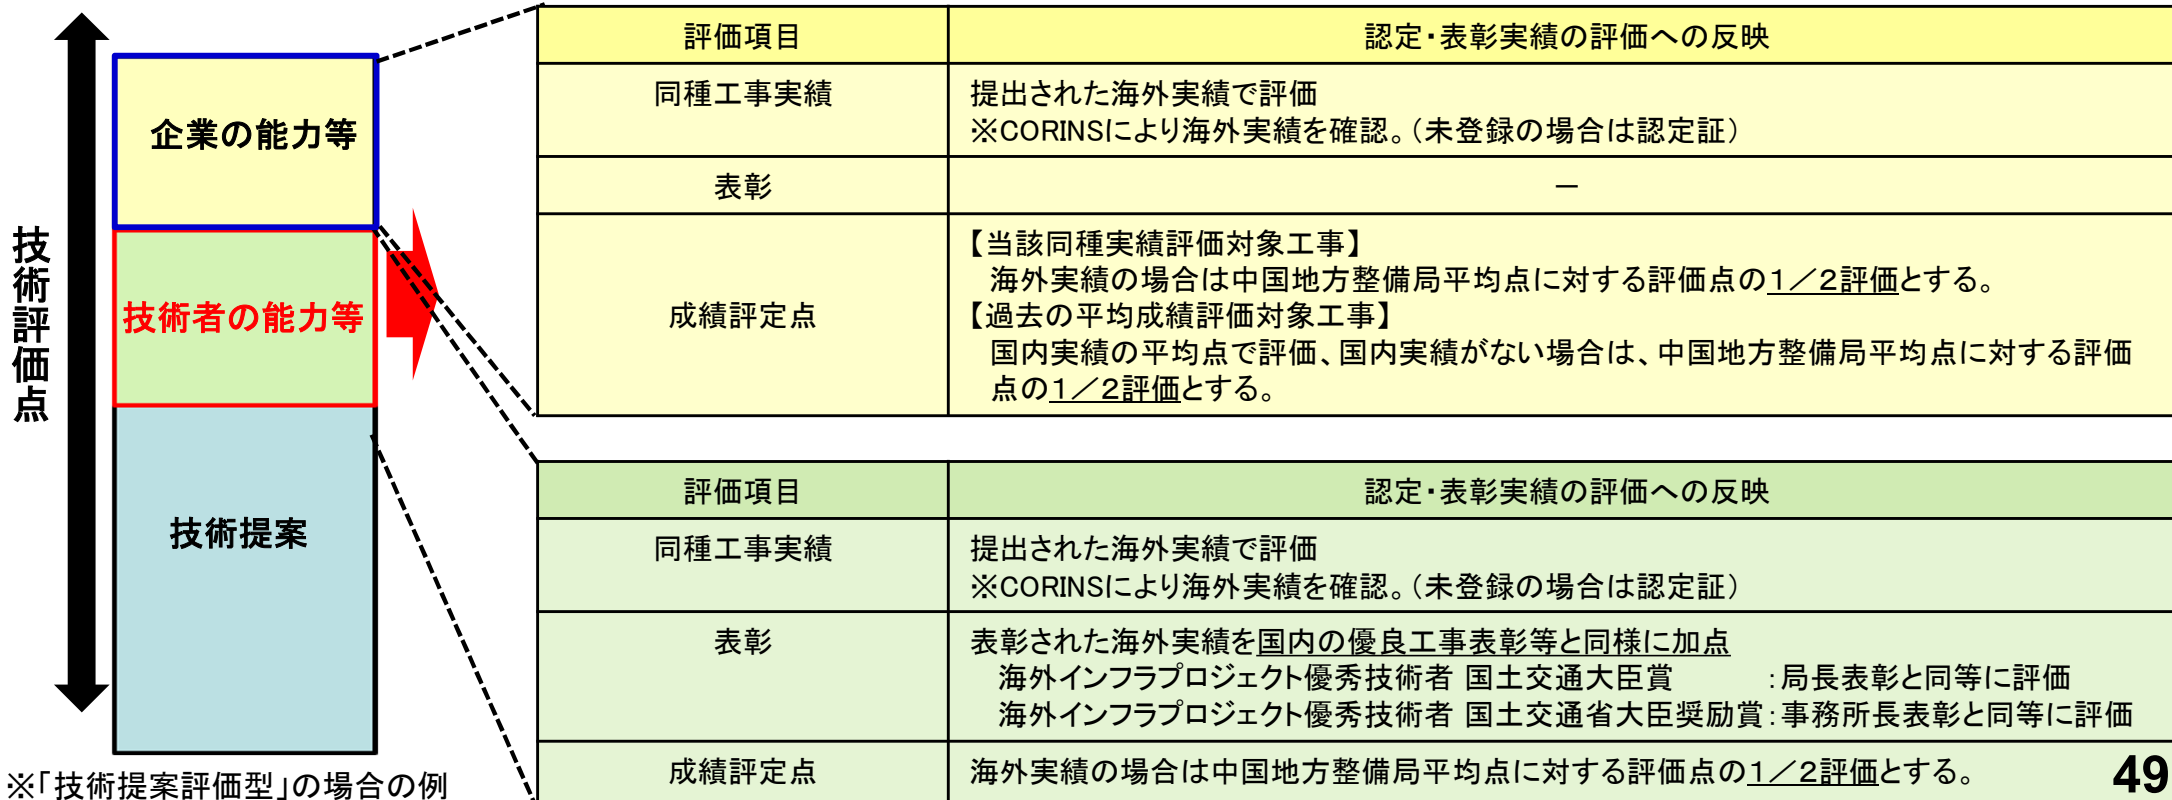 技術評価点
企業の能力等
技術者の能力等
技術提案
※「技術提案評価型」の場合の例
評価項目
認定・表彰実績の評価への反映
同種工事実績
提出された海外実績で評価
※CORINSにより海外実績を確認。（未登録の場合は認定証）
表彰
－
成績評定点
【当該同種実績評価対象工事】
海外実績の場合は中国地方整備局平均点に対する評価点の１／２評価とする。
【過去の平均成績評価対象工事】
国内実績の平均点で評価、国内実績がない場合は、中国地方整備局平均点に対する評価
点の１／２評価とする。
評価項目
認定・表彰実績の評価への反映
同種工事実績
提出された海外実績で評価
※CORINSにより海外実績を確認。（未登録の場合は認定証）
表彰
表彰された海外実績を国内の優良工事表彰等と同様に加点
海外インフラプロジェクト優秀技術者 国土交通大臣賞　　　：局長表彰と同等に評価
海外インフラプロジェクト優秀技術者 国土交通省大臣奨励賞：事務所長表彰と同等に評価
成績評定点
海外実績の場合は中国地方整備局平均点に対する評価点の１／２評価とする。
49